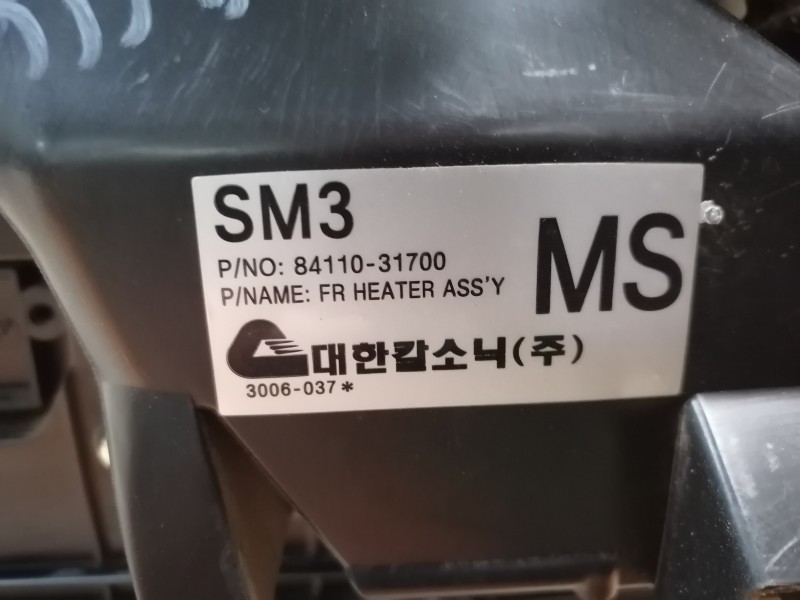 SM3
P/NO: 84110-31700
P/NAME: FR HEATER ASS'Y
MS
대한칼소닉(주)
3006-037*